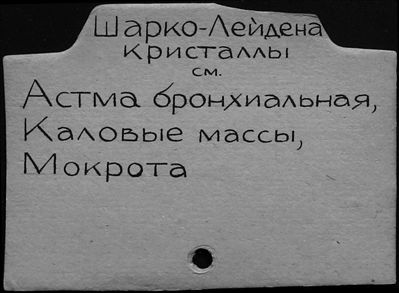 Шарко-Лейдена
кристаллы
см.
Астма бронхиальная,
Каловые массы,
Мокрота